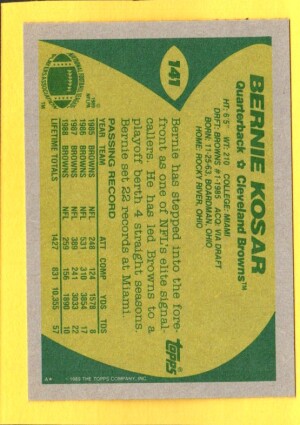 141
BERNIE KOSAR
Quarterback ☆ Cleveland Browns™
HT: 6'5" WT: 210 COLLEGE: MIAMI
DRFT: BROWNS #1-1985 ACQ: VIA DRAFT
BORN: 11-25-63, BOARDMAN, OHIO
HOME: ROCKY RIVER, OHIO
Bernie has stepped into the fore-
front as one of NFL's elite signal-
callers. He has led Browns to a
playoff berth 4 straight seasons.
Bernie set 22 records at Miami.
Topps
PASSING RECORD
YEAR TEAM ATT COMP YDS TDS
1985 BROWNS NFL 248 124 1578 8
1986 BROWNS NFL 531 310 3854 17
1987 BROWNS NFL 389 241 3033 22
1988 BROWNS NFL 259 156 1890 10
LIFETIME TOTALS 1427 831 10,355 57
© 1989 THE TOPPS COMPANY, INC.